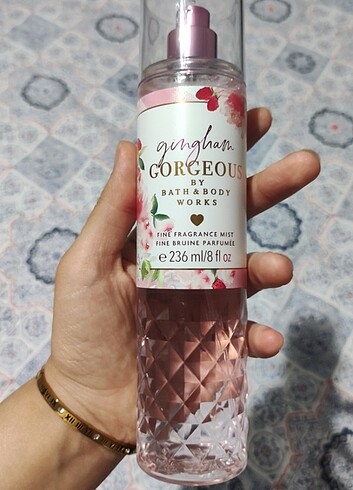 gingham
GORGEOUS
BY
BATH & BODY
WORKS
FINE FRAGRANCE MIST
FINE BRUINE PARFUMÉE
℮ 236 ml/8 fl oz